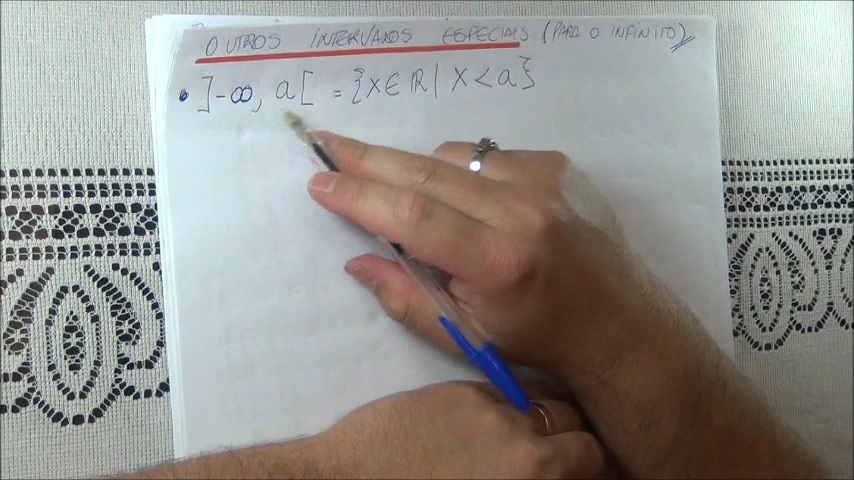 OUTROS INTERVALOS ESPECIAIS (PARA O INFINITO)
• ]-∞, a[ = {x ∈ ℝ | x < a}